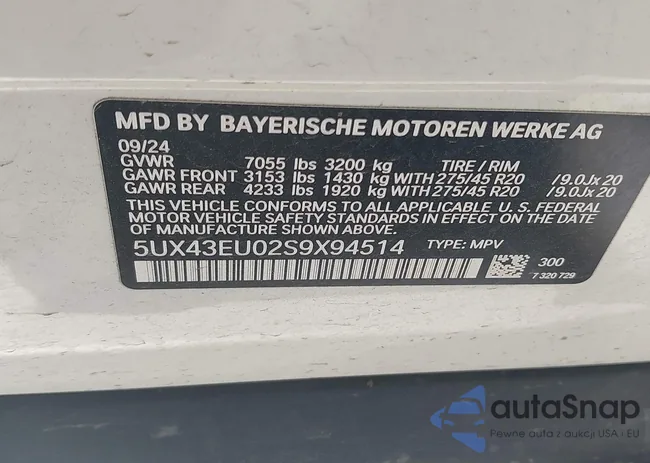 MFD BY BAYERISCHE MOTOREN WERKE AG
09/24
GVWR 7055 lbs 3200 kg TIRE / RIM
GAWR FRONT 3153 lbs 1430 kg WITH 275/45 R20 /9.0Jx20
GAWR REAR 4233 lbs 1920 kg WITH 275/45 R20 /9.0Jx20
THIS VEHICLE CONFORMS TO ALL APPLICABLE U. S. FEDERAL
MOTOR VEHICLE SAFETY STANDARDS IN EFFECT ON THE DATE
OF MANUFACTURE.
5UX43EU02S9X94514 TYPE: MPV
300
7 320 729
autaSnap
Pewne auta z aukcji USA i EU